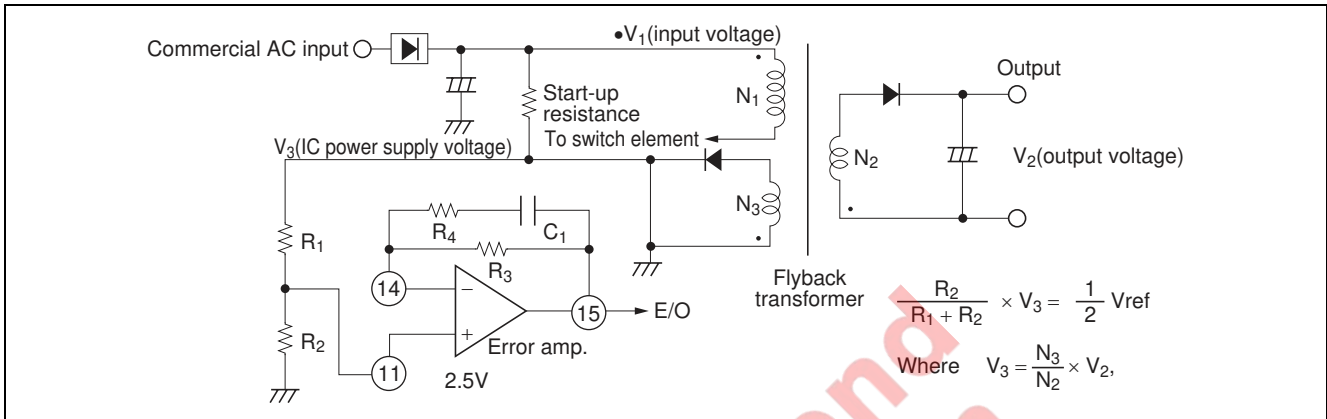 Commercial AC input
•V₁(input voltage)
Output
Start-up
resistance
N₁
To switch element
V₃(IC power supply voltage)
N₂
V₂(output voltage)
N₃
R₄
C₁
R₁
R₃
14
Flyback
transformer
R₂ / (R₁ + R₂) × V₃ = 1/2 Vref
15
E/O
R₂
Error amp.
11
2.5V
Where V₃ = N₃/N₂ × V₂,